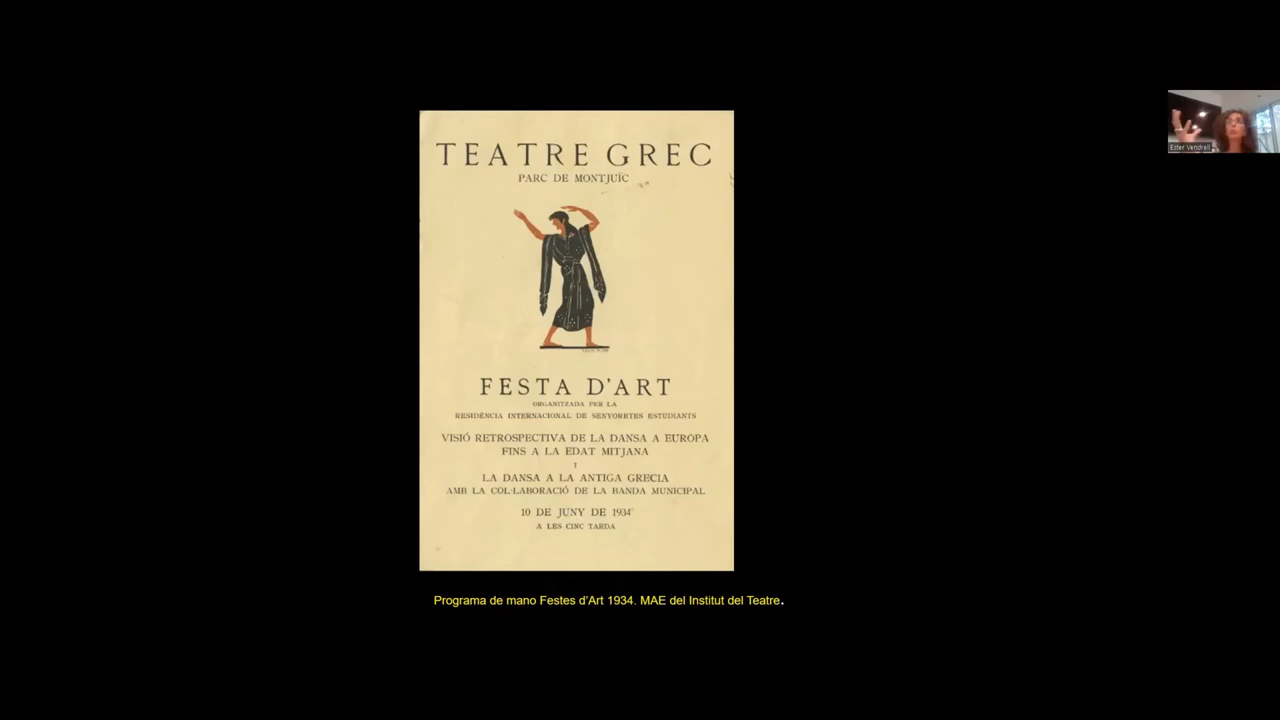 TEATRE GREC
PARC DE MONTJUÏC
FESTA D'ART
ORGANITZADA PER LA
RESIDÈNCIA INTERNACIONAL DE SENYORETES ESTUDIANTS
VISIÓ RETROSPECTIVA DE LA DANSA A EUROPA
FINS A LA EDAT MITJANA
I
LA DANSA A LA ANTIGA GRECIA
AMB LA COL·LABORACIÓ DE LA BANDA MUNICIPAL
10 DE JUNY DE 1934
A LES CINC TARDA
Programa de mano Festes d'Art 1934. MAE del Institut del Teatre.
Ester Vendrell